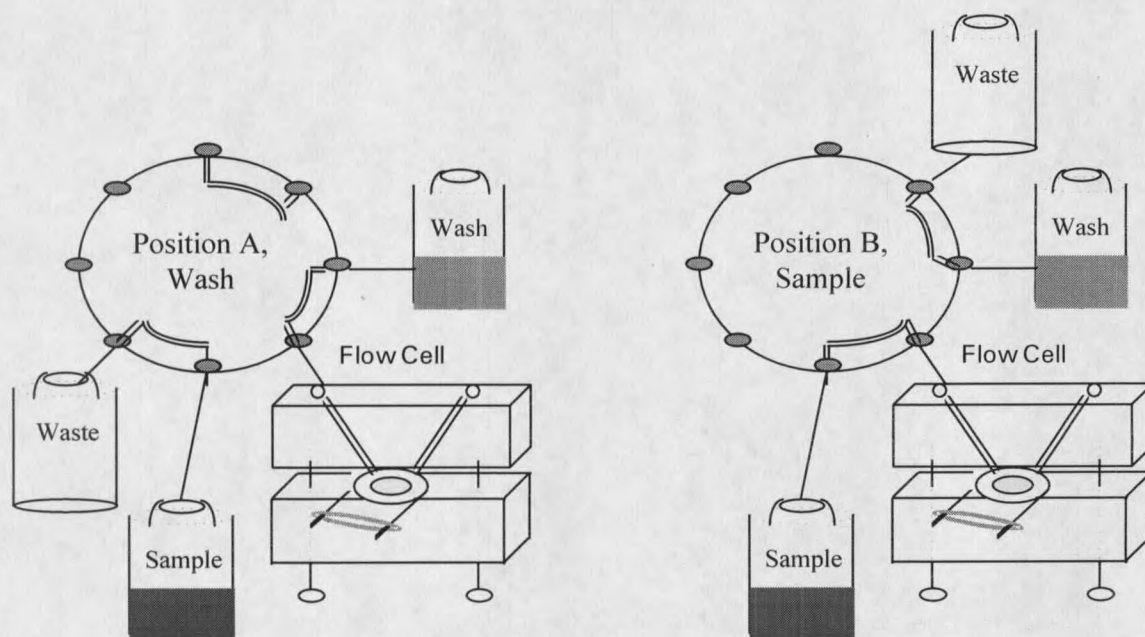 Waste
Position A,
Wash
Wash
Flow Cell
Waste
Sample
Position B,
Sample
Wash
Flow Cell
Sample